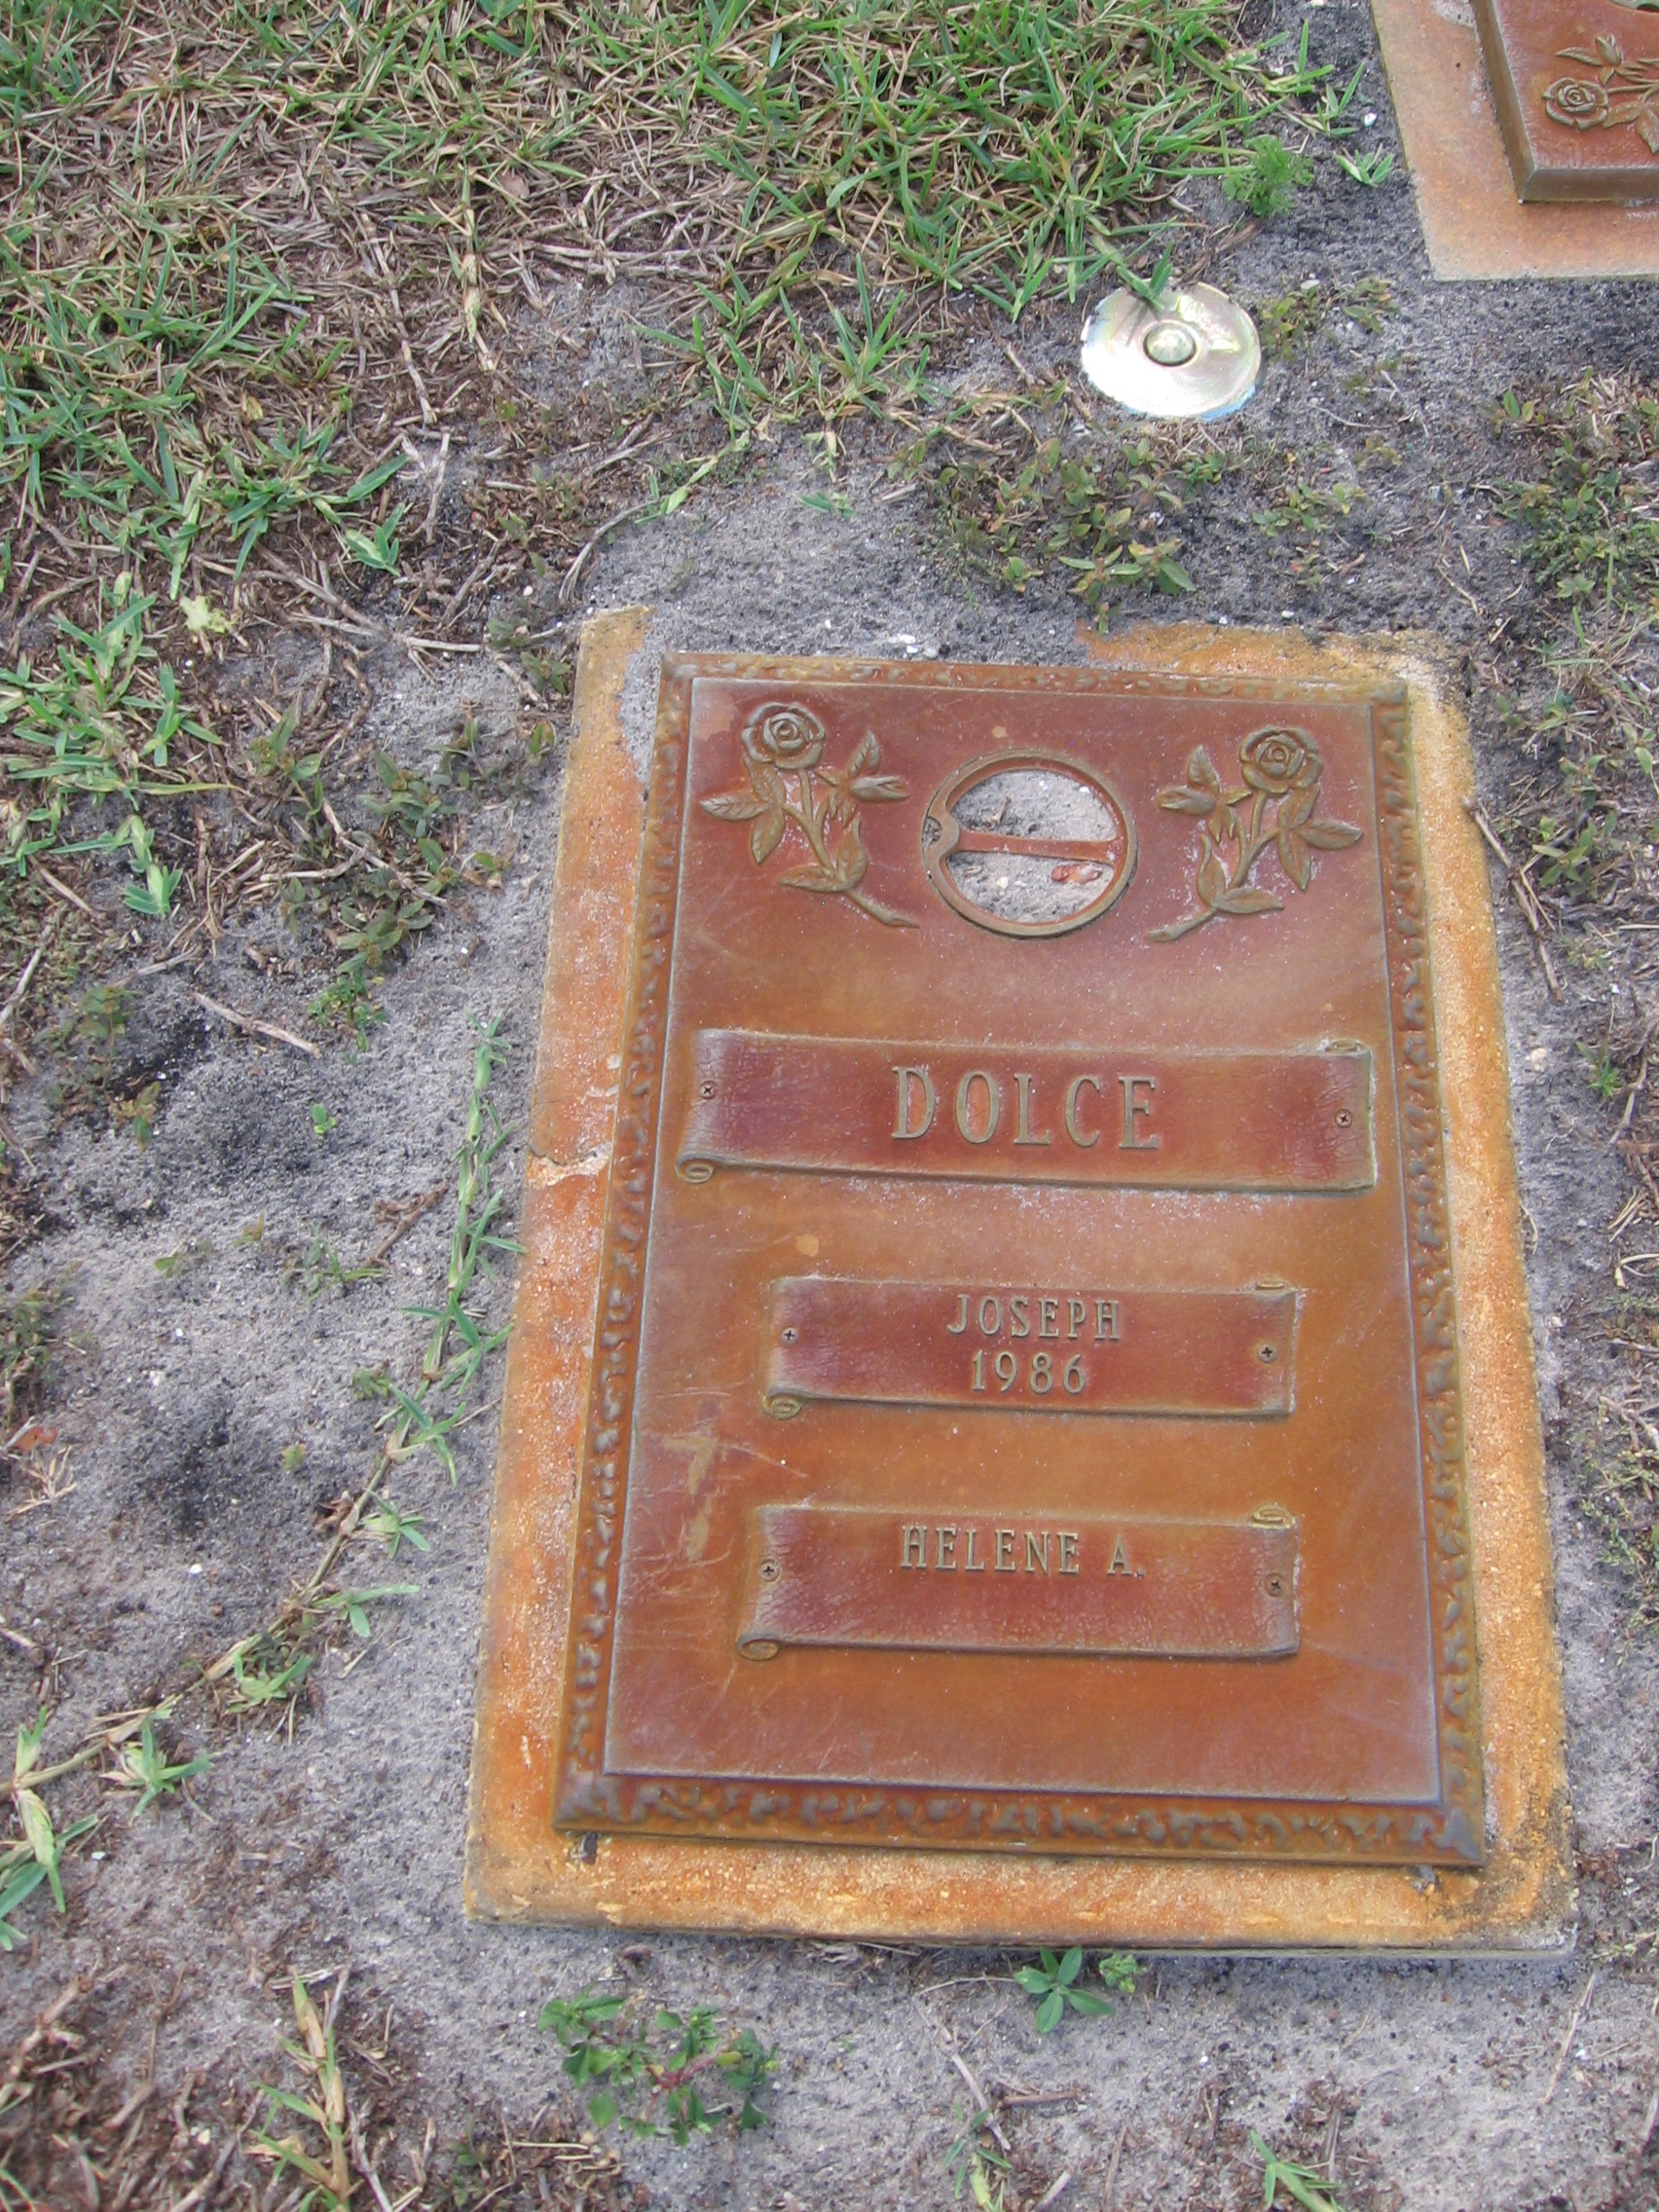 DOLCE
JOSEPH
1986
HELENE A.